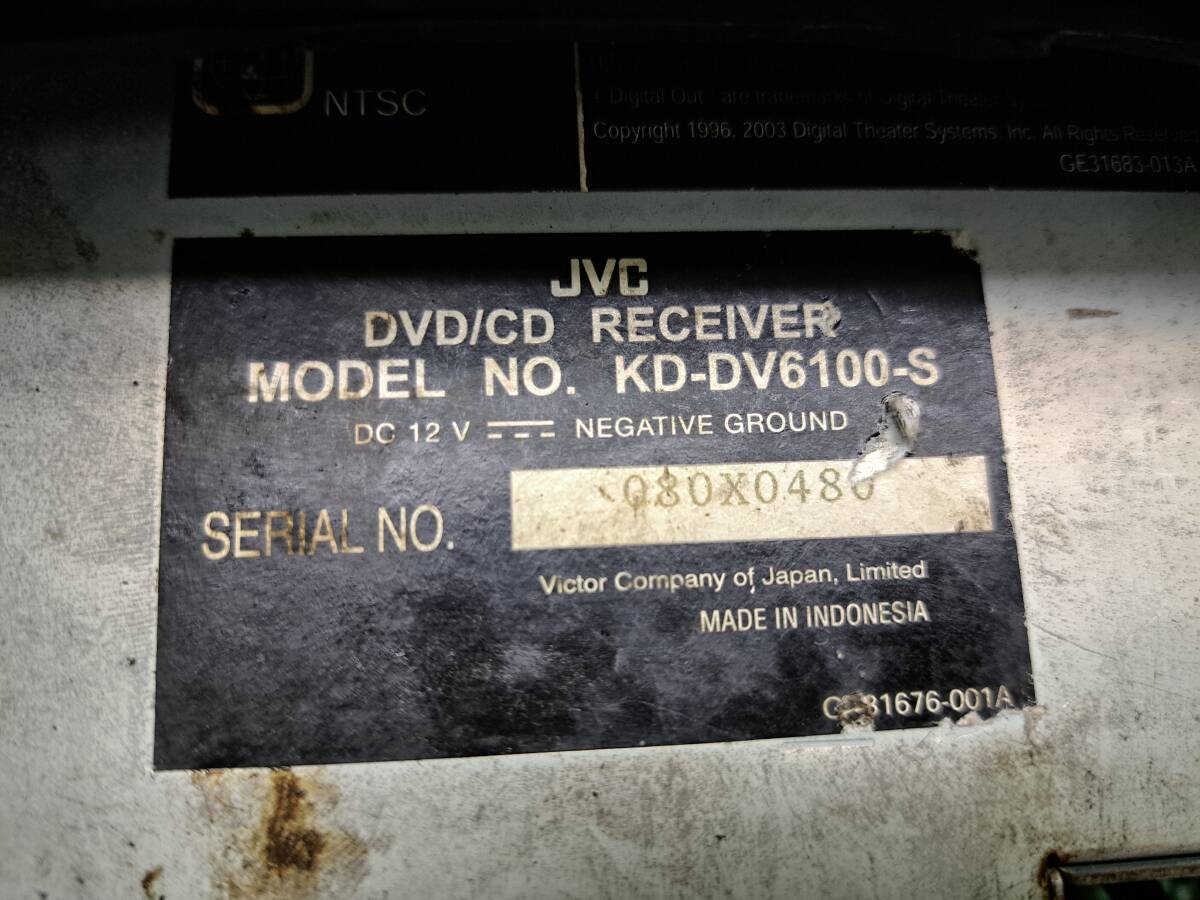 NTSC
"Digital Out" are trademarks of Digital Theater
Copyright 1996, 2003 Digital Theater Systems, Inc. All Rights Reserved
GE31683-013A
JVC
DVD/CD RECEIVER
MODEL NO. KD-DV6100-S
DC 12 V NEGATIVE GROUND
SERIAL NO. 080X0480
Victor Company of Japan, Limited
MADE IN INDONESIA